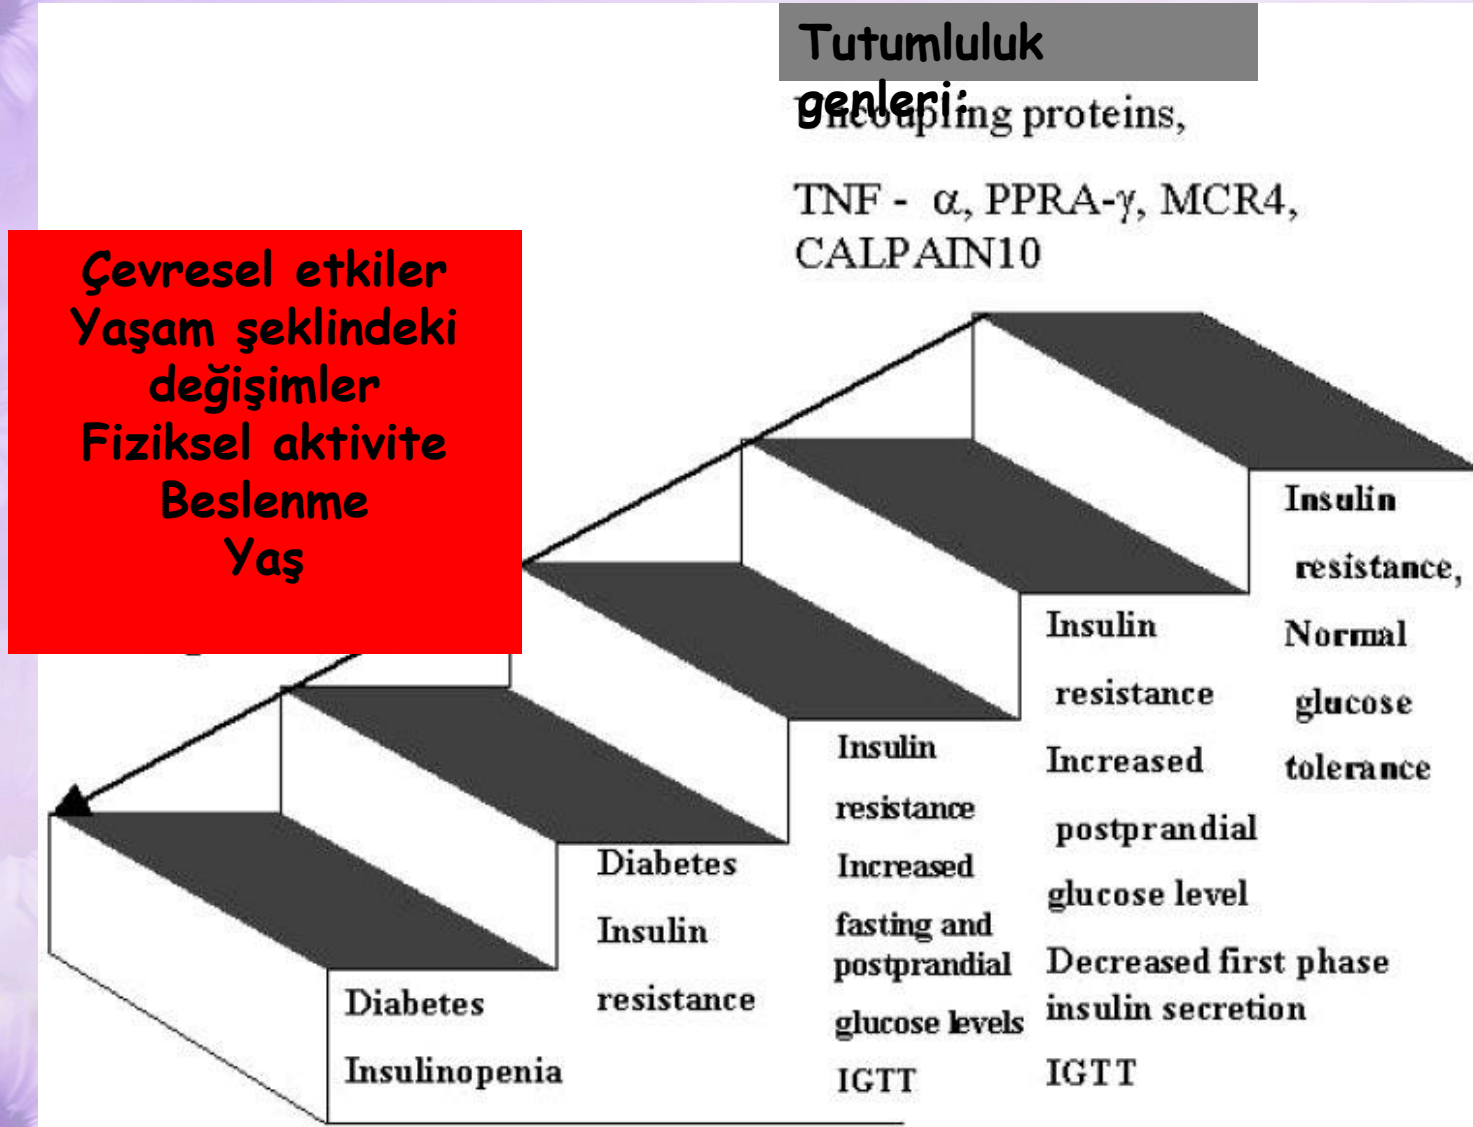 Tutumluluk
genleri:
Uncoupling proteins,
TNF - α, PPRA-γ, MCR4,
CALPAIN10
Çevresel etkiler
Yaşam şeklindeki
değişimler
Fiziksel aktivite
Beslenme
Yaş
Insulin
resistance,
Normal
glucose
tolerance
Insulin
resistance
Increased
postprandial
glucose level
Decreased first phase
insulin secretion
IGTT
Insulin
resistance
Increased
fasting and
postprandial
glucose levels
IGTT
Diabetes
Insulin
resistance
Diabetes
Insulinopenia